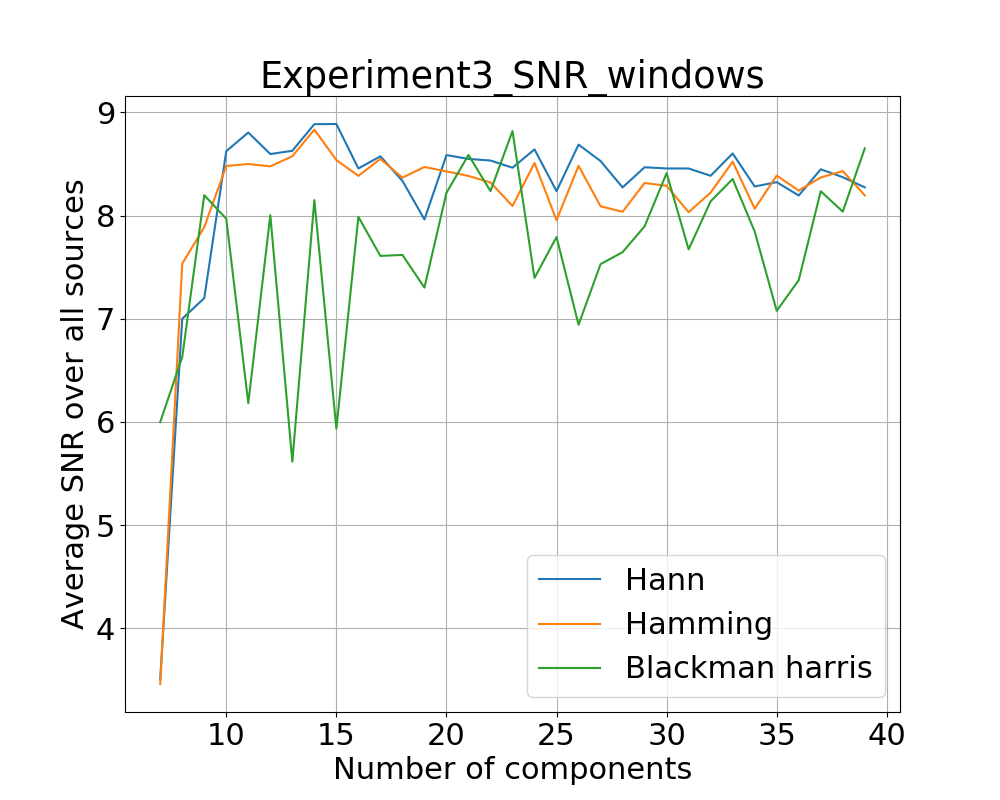 Experiment3_SNR_windows
Average SNR over all sources
9
8
7
6
5
4
Hann
Hamming
Blackman harris
10 15 20 25 30 35 40
Number of components